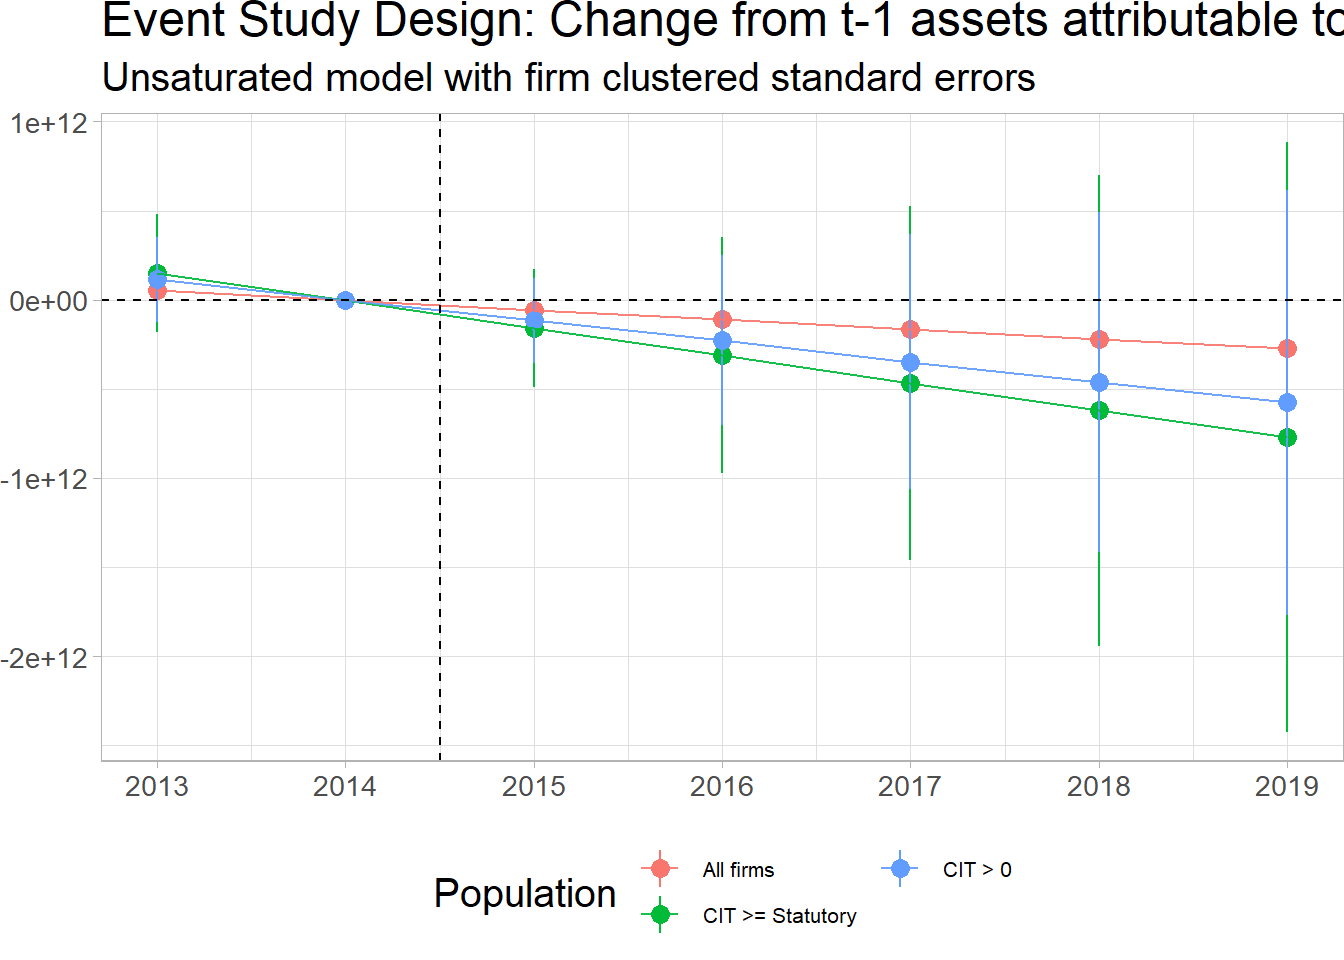 Event Study Design: Change from t-1 assets attributable to
Unsaturated model with firm clustered standard errors
1e+12
0e+00
-1e+12
-2e+12
2013 2014 2015 2016 2017 2018 2019
Population
All firms
CIT > 0
CIT >= Statutory